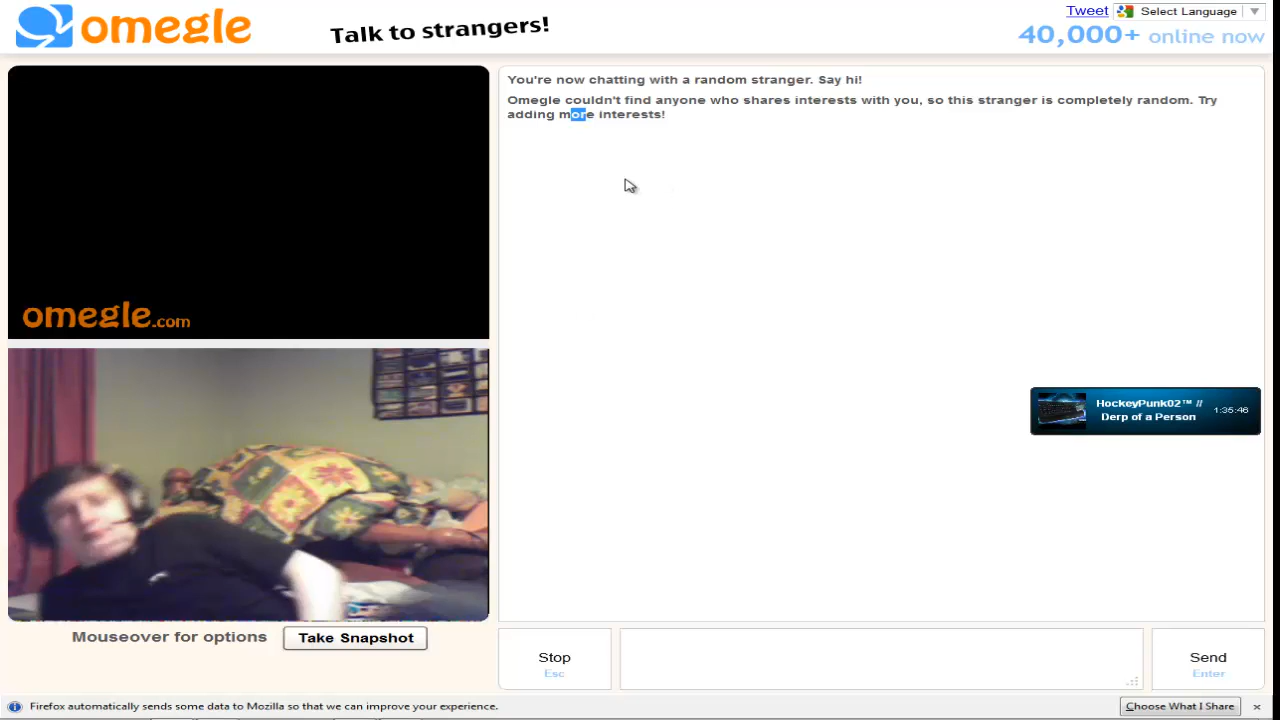 omegle
Talk to strangers!
Tweet
Select Language
40,000+ online now
You're now chatting with a random stranger. Say hi!
Omegle couldn't find anyone who shares interests with you, so this stranger is completely random. Try
adding more interests!
omegle.com
HockeyPunk02™ //
Derp of a Person
1:35:46
Mouseover for options
Take Snapshot
Stop
Esc
Send
Enter
Firefox automatically sends some data to Mozilla so that we can improve your experience.
Choose What I Share